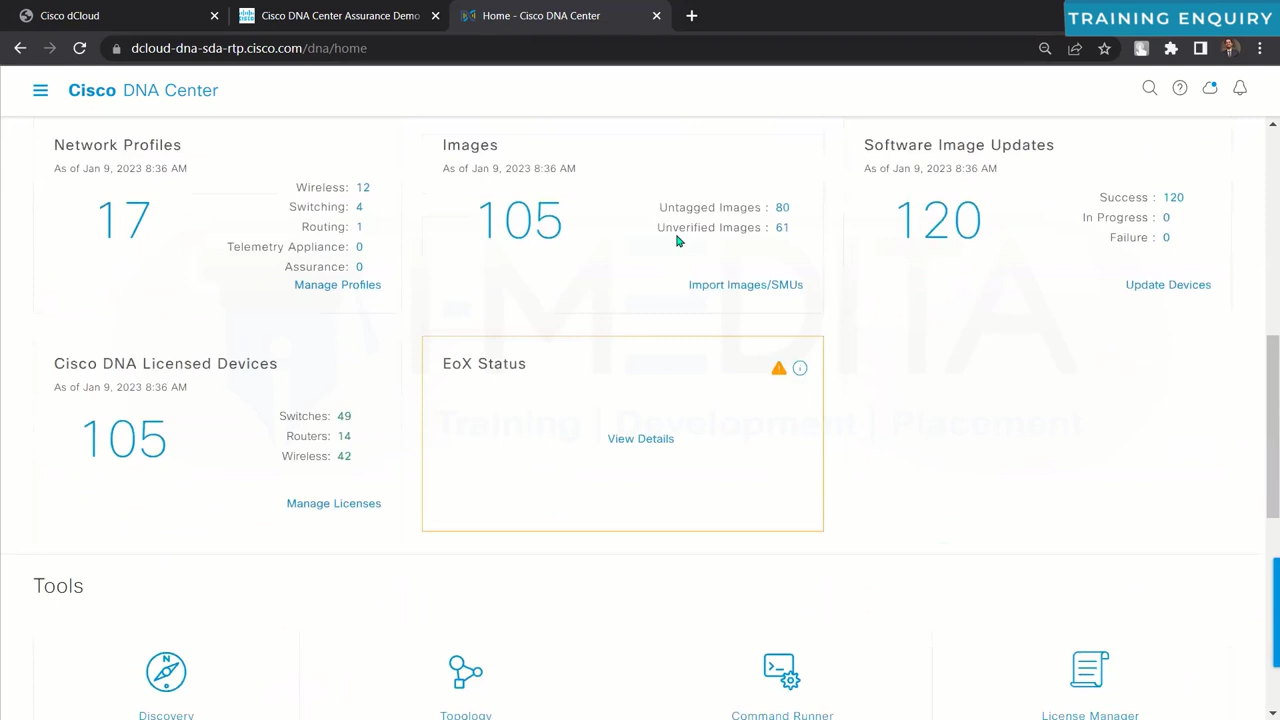 Cisco dCloud
Cisco DNA Center Assurance Demo
Home - Cisco DNA Center
TRAINING ENQUIRY
dcloud-dna-sda-rtp.cisco.com/dna/home
Cisco DNA Center
Network Profiles
As of Jan 9, 2023 8:36 AM
17
Wireless: 12
Switching: 4
Routing: 1
Telemetry Appliance: 0
Assurance: 0
Manage Profiles
Images
As of Jan 9, 2023 8:36 AM
105
Untagged Images : 80
Unverified Images : 61
Import Images/SMUs
Software Image Updates
As of Jan 9, 2023 8:36 AM
120
Success : 120
In Progress : 0
Failure : 0
Update Devices
Cisco DNA Licensed Devices
As of Jan 9, 2023 8:36 AM
105
Switches: 49
Routers: 14
Wireless: 42
Manage Licenses
EoX Status
View Details
I-MEDITA
Training | Development | Placement
Tools
N
Discovery
Topology
Command Runner
License Manager